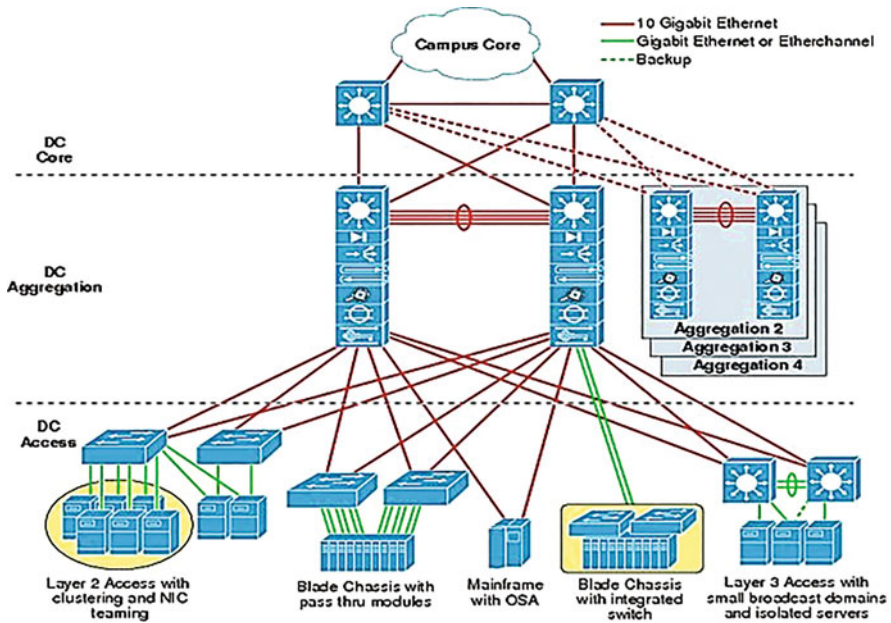 10 Gigabit Ethernet
Gigabit Ethernet or Etherchannel
Backup
Campus Core
DC
Core
DC
Aggregation
Aggregation 2
Aggregation 3
Aggregation 4
DC
Access
Layer 2 Access with
clustering and NIC
teaming
Blade Chassis with
pass thru modules
Mainframe
with OSA
Blade Chassis
with integrated
switch
Layer 3 Access with
small broadcast domains
and isolated servers